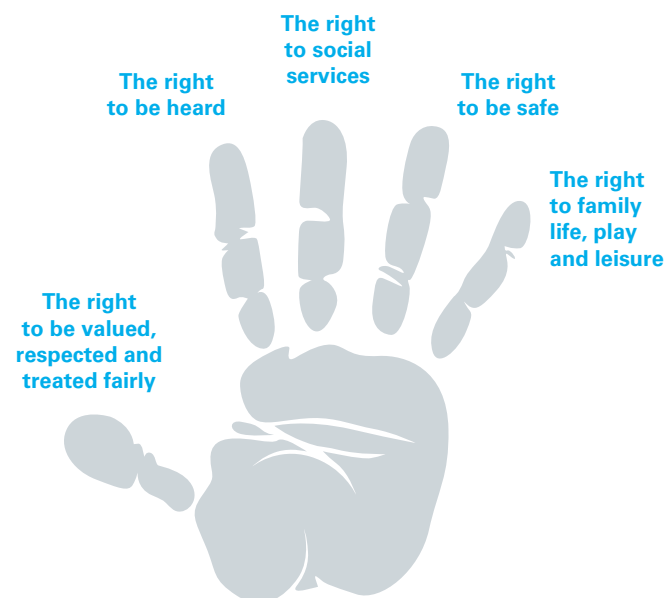 The right
to be valued,
respected and
treated fairly
The right
to be heard
The right
to social
services
The right
to be safe
The right
to family
life, play
and leisure